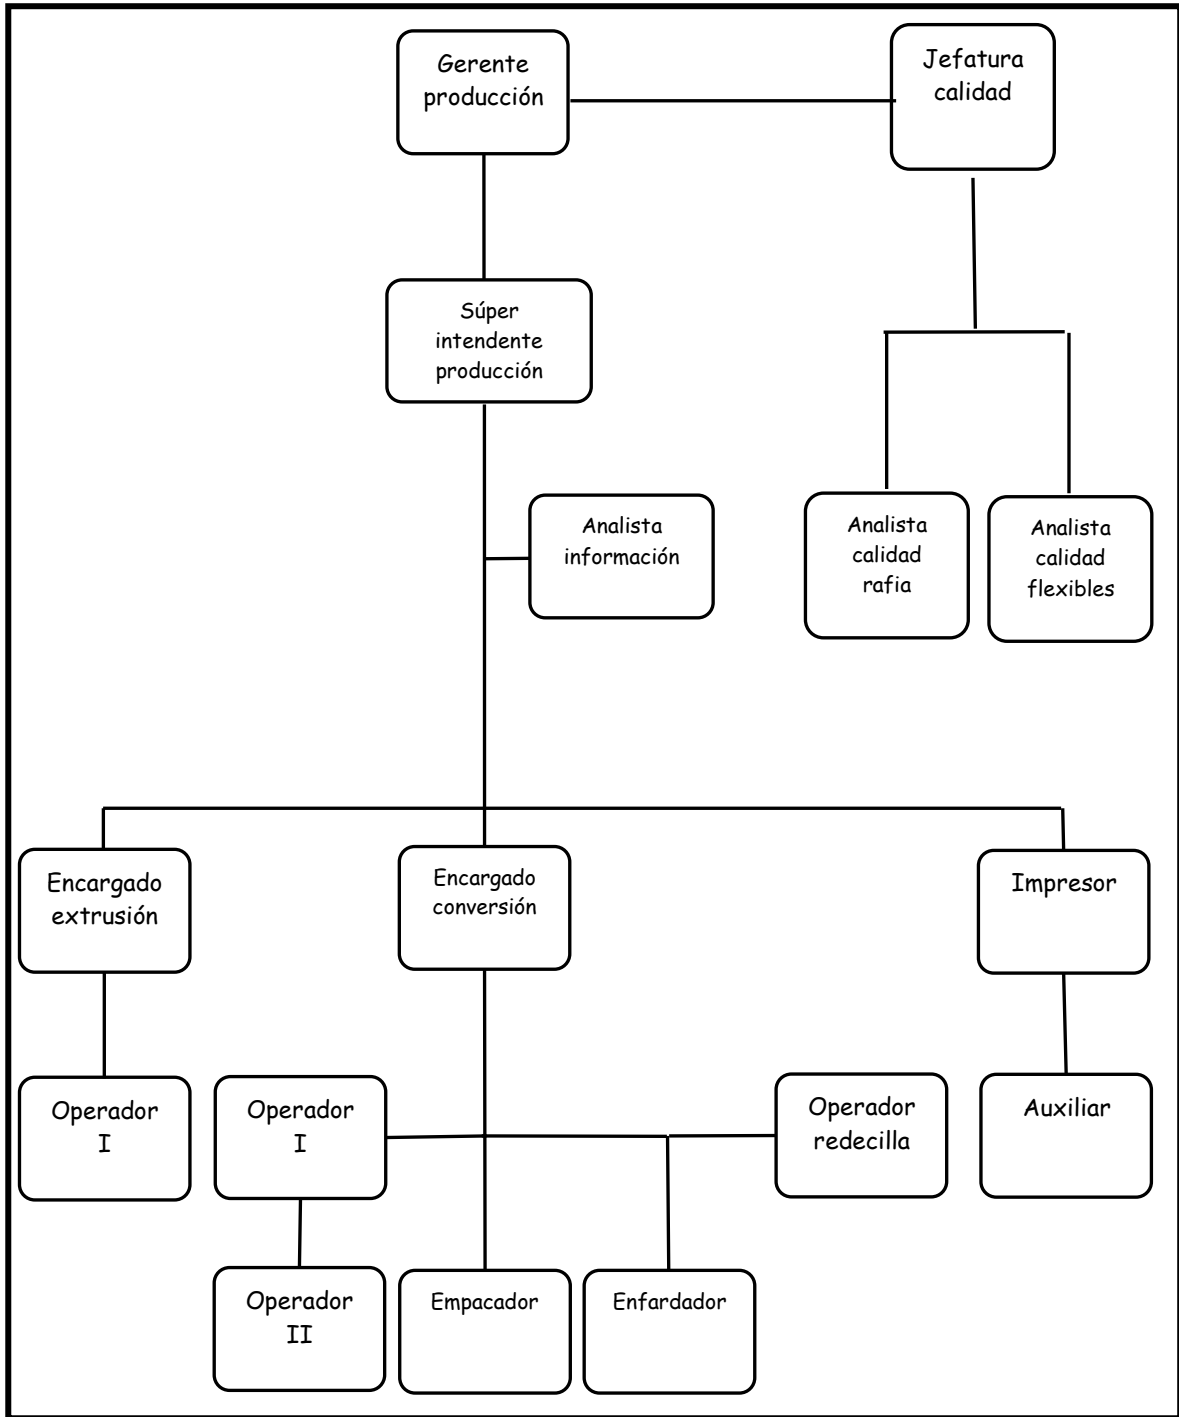 Gerente
producción
Jefatura
calidad
Súper
intendente
producción
Analista
información
Analista
calidad
rafia
Analista
calidad
flexibles
Encargado
extrusión
Encargado
conversión
Impresor
Operador
I
Operador
I
Operador
redecilla
Auxiliar
Operador
II
Empacador
Enfardador